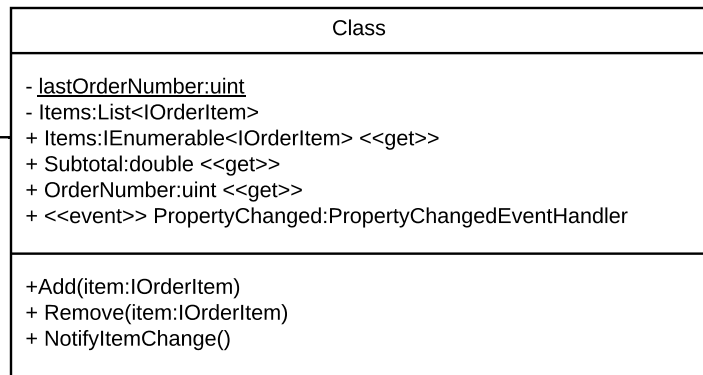 Class
- lastOrderNumber:uint
- Items:List<IOrderItem>
+ Items:IEnumerable<IOrderItem> <<get>>
+ Subtotal:double <<get>>
+ OrderNumber:uint <<get>>
+ <<event>> PropertyChanged:PropertyChangedEventHandler
+Add(item:IOrderItem)
+ Remove(item:IOrderItem)
+ NotifyItemChange()